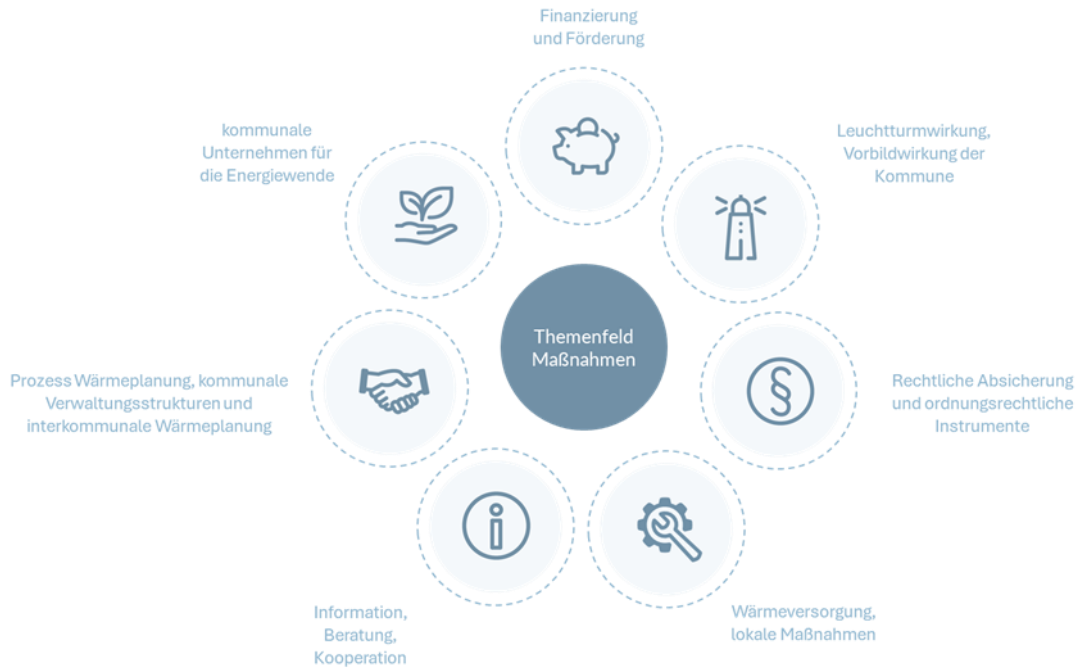 Finanzierung
und Förderung
Leuchtturmwirkung,
Vorbildwirkung der
Kommune
Rechtliche Absicherung
und ordnungsrechtliche
Instrumente
Wärmeversorgung,
lokale Maßnahmen
Information,
Beratung,
Kooperation
Prozess Wärmeplanung, kommunale
Verwaltungsstrukturen und
interkommunale Wärmeplanung
kommunale
Unternehmen für
die Energiewende
Themenfeld
Maßnahmen
§
i